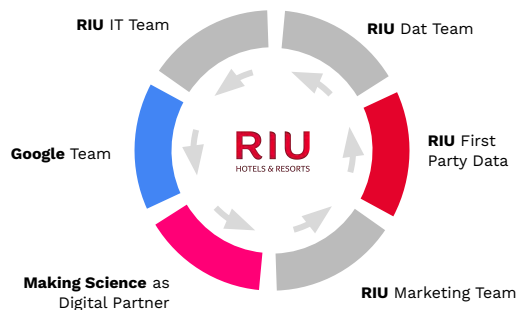 RIU IT Team
RIU Dat Team
Google Team
RIU
HOTELS & RESORTS
RIU First
Party Data
Making Science as
Digital Partner
RIU Marketing Team